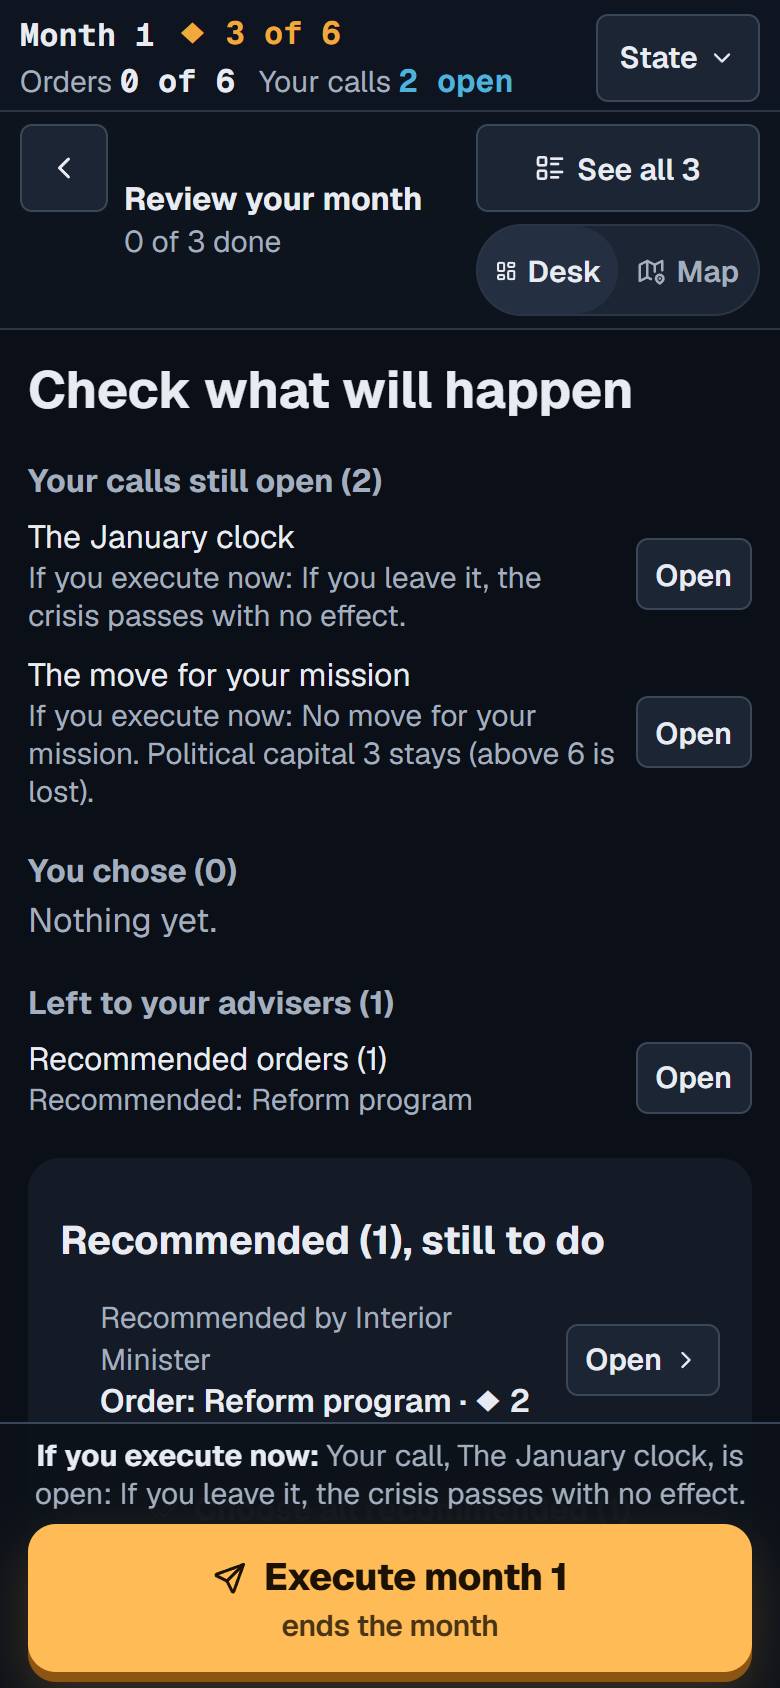 Month 1 ◆ 3 of 6
Orders 0 of 6 Your calls 2 open
State
See all 3
Review your month
0 of 3 done
Desk
Map
Check what will happen
Your calls still open (2)
The January clock
If you execute now: If you leave it, the
crisis passes with no effect.
Open
The move for your mission
If you execute now: No move for your
mission. Political capital 3 stays (above 6 is
lost).
Open
You chose (0)
Nothing yet.
Left to your advisers (1)
Recommended orders (1)
Recommended: Reform program
Open
Recommended (1), still to do
Recommended by Interior
Minister
Order: Reform program · ◆ 2
Open
If you execute now: Your call, The January clock, is
open: If you leave it, the crisis passes with no effect.
Choose all recommended (1)
Execute month 1
ends the month